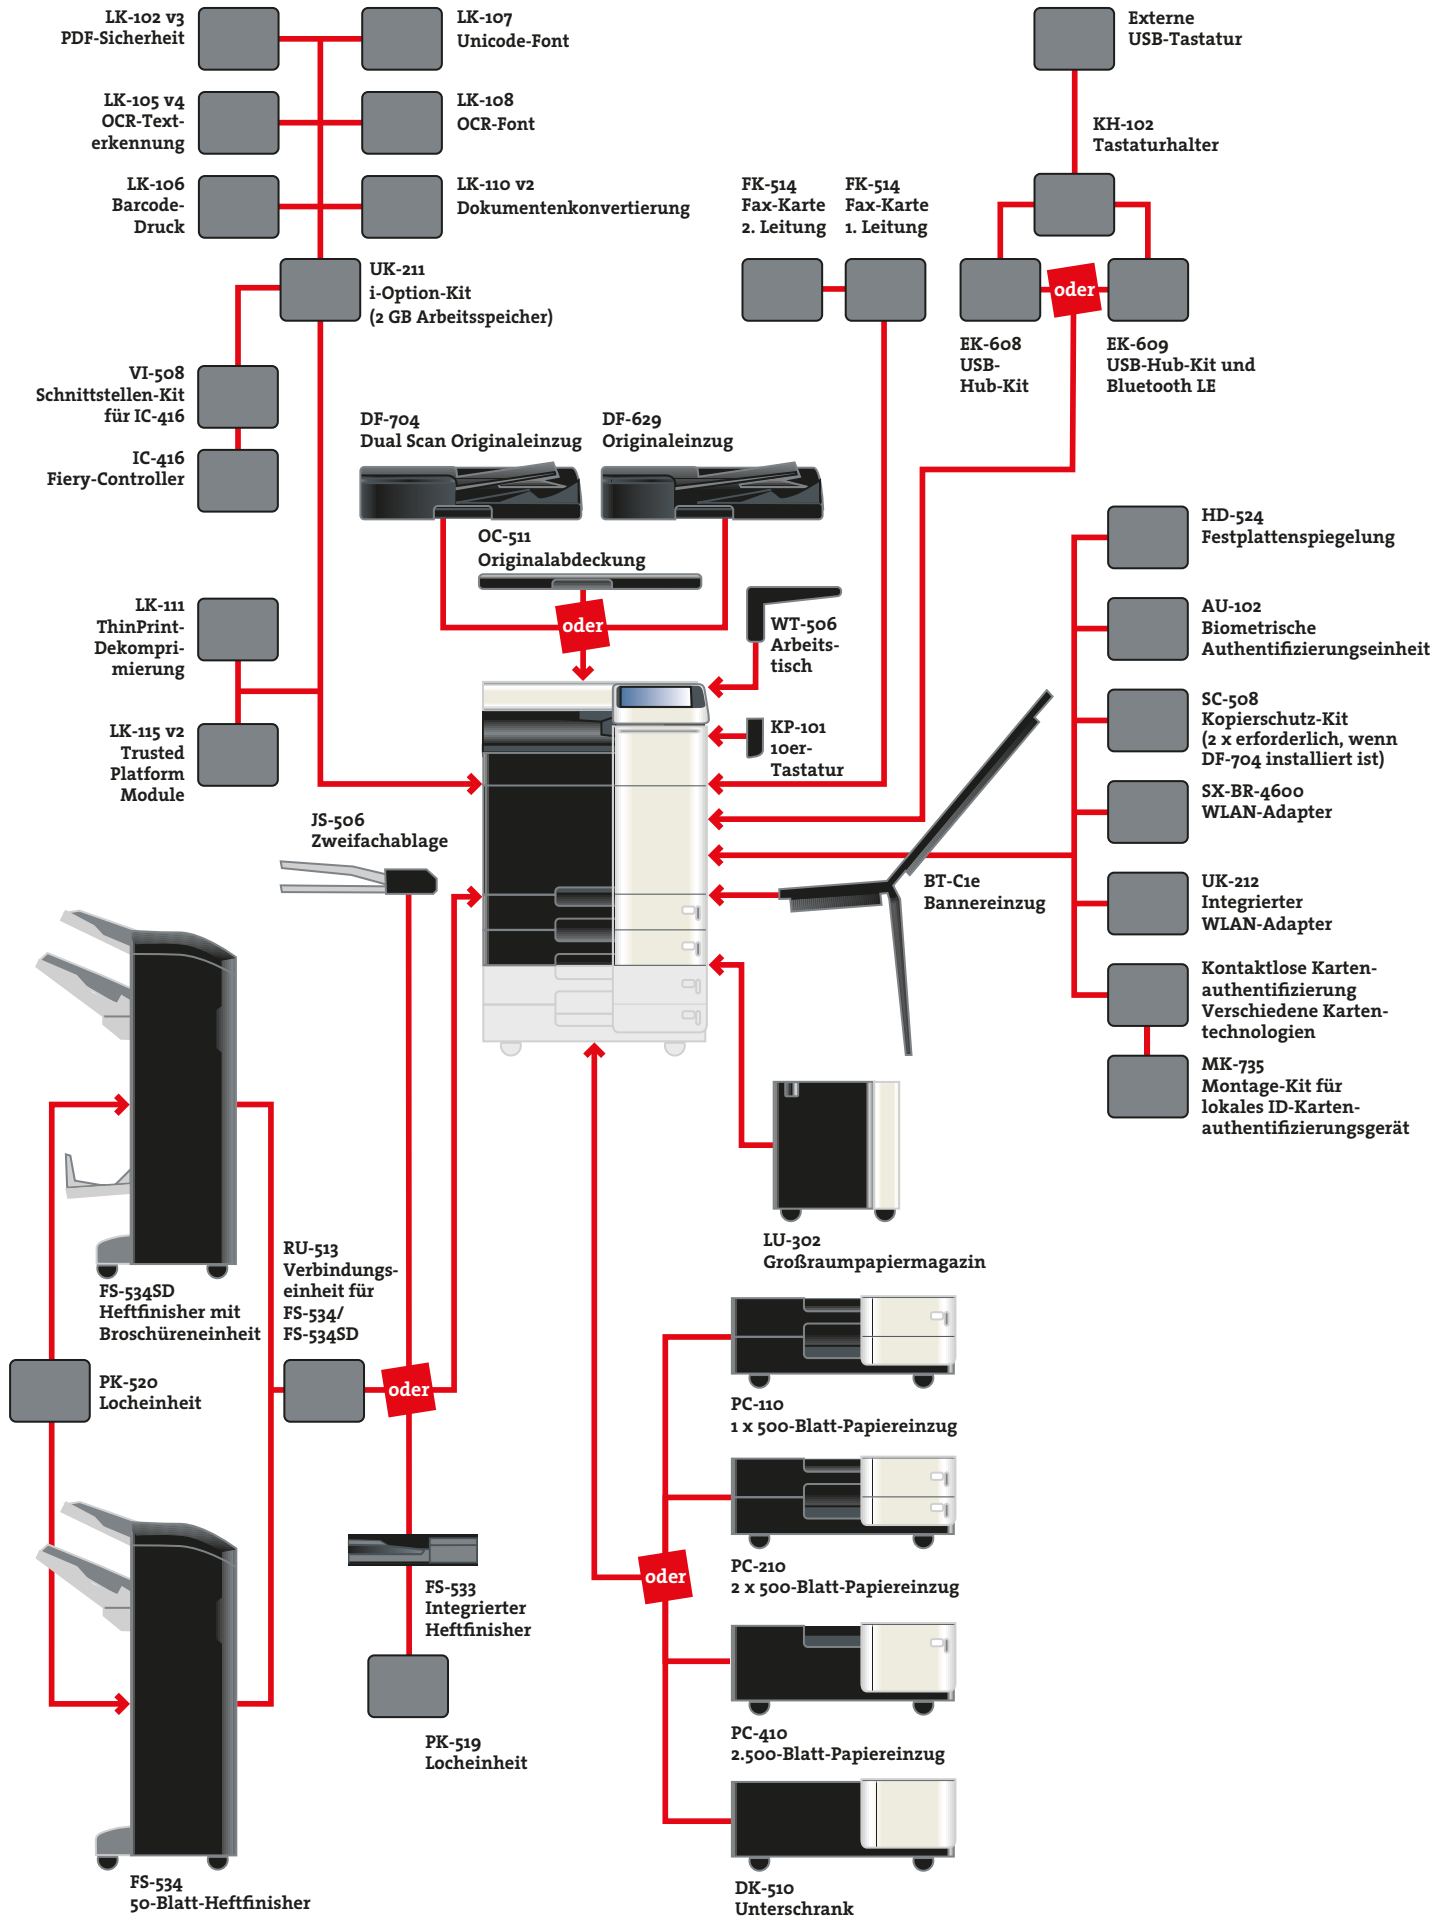 LK-102 v3
PDF-Sicherheit
LK-107
Unicode-Font
LK-105 v4
OCR-Text-
erkennung
LK-108
OCR-Font
LK-106
Barcode-
Druck
LK-110 v2
Dokumentenkonvertierung
UK-211
i-Option-Kit
(2 GB Arbeitsspeicher)
VI-508
Schnittstellen-Kit
für IC-416
IC-416
Fiery-Controller
LK-111
ThinPrint-
Dekompri-
mierung
LK-115 v2
Trusted
Platform
Module
Externe
USB-Tastatur
KH-102
Tastaturhalter
FK-514
Fax-Karte
2. Leitung
FK-514
Fax-Karte
1. Leitung
oder
EK-608
USB-
Hub-Kit
EK-609
USB-Hub-Kit und
Bluetooth LE
DF-704
Dual Scan Originaleinzug
DF-629
Originaleinzug
OC-511
Originalabdeckung
oder
WT-506
Arbeits-
tisch
KP-101
10er-
Tastatur
HD-524
Festplattenspiegelung
AU-102
Biometrische
Authentifizierungseinheit
SC-508
Kopierschutz-Kit
(2 x erforderlich, wenn
DF-704 installiert ist)
SX-BR-4600
WLAN-Adapter
UK-212
Integrierter
WLAN-Adapter
Kontaktlose Karten-
authentifizierung
Verschiedene Karten-
technologien
MK-735
Montage-Kit für
lokales ID-Karten-
authentifizierungsgerät
BT-C1e
Bannereinzug
JS-506
Zweifachablage
LU-302
Großraumpapiermagazin
FS-534SD
Heftfinisher mit
Broschüreneinheit
RU-513
Verbindungs-
einheit für
FS-534/
FS-534SD
PK-520
Locheinheit
oder
FS-533
Integrierter
Heftfinisher
PK-519
Locheinheit
FS-534
50-Blatt-Heftfinisher
PC-110
1 x 500-Blatt-Papiereinzug
PC-210
2 x 500-Blatt-Papiereinzug
oder
PC-410
2.500-Blatt-Papiereinzug
DK-510
Unterschrank